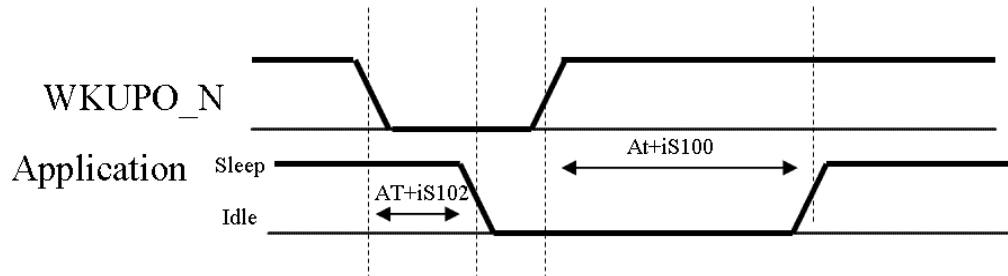 WKUPO_N
At+iS100
Application
Sleep
AT+iS102
Idle